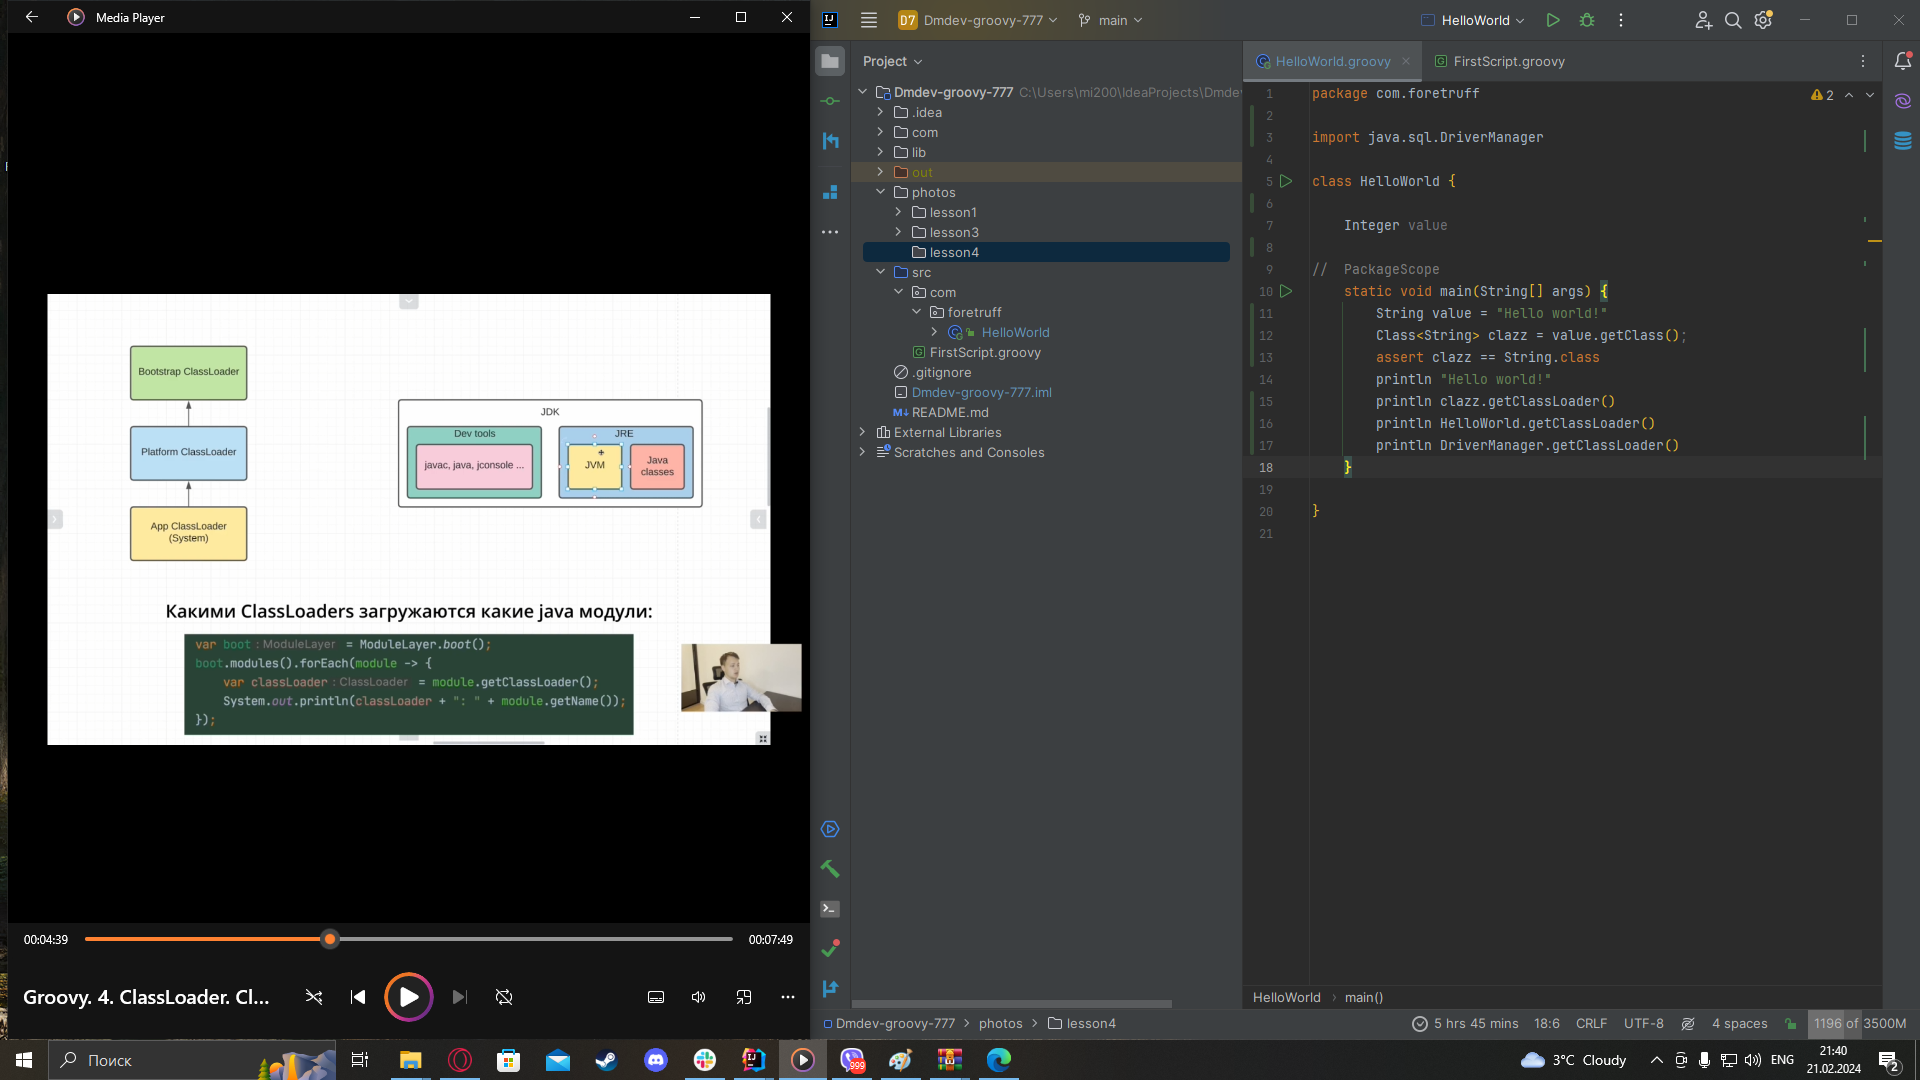 Media Player
Bootstrap ClassLoader
Platform ClassLoader
App ClassLoader
(System)
JDK
Dev tools
javac, java, jconsole ...
JRE
JVM
Java
classes
Какими ClassLoaders загружаются какие java модули:
var boot : ModuleLayer = ModuleLayer.boot();
boot.modules().forEach(module -> {
var classLoader : ClassLoader = module.getClassLoader();
System.out.println(classLoader + ": " + module.getName());
});
00:04:39
00:07:49
Groovy. 4. ClassLoader. Cl...
D7 Dmdev-groovy-777
main
HelloWorld
Project
Dmdev-groovy-777 C:\Users\mi200\IdeaProjects\Dmdev
.idea
com
lib
out
photos
lesson1
lesson3
lesson4
src
com
foretruff
HelloWorld
FirstScript.groovy
.gitignore
Dmdev-groovy-777.iml
README.md
External Libraries
Scratches and Consoles
HelloWorld.groovy
FirstScript.groovy
2
1 package com.foretruff
2
3 import java.sql.DriverManager
4
5 class HelloWorld {
6
7 Integer value
8
9 // PackageScope
10 static void main(String[] args) {
11 String value = "Hello world!"
12 Class<String> clazz = value.getClass();
13 assert clazz == String.class
14 println "Hello world!"
15 println clazz.getClassLoader()
16 println HelloWorld.getClassLoader()
17 println DriverManager.getClassLoader()
18 }
19
20 }
21
HelloWorld > main()
Dmdev-groovy-777 > photos > lesson4
5 hrs 45 mins
18:6
CRLF
UTF-8
4 spaces
1196 of 3500M
Поиск
999
3°C Cloudy
ENG
21:40
21.02.2024
2